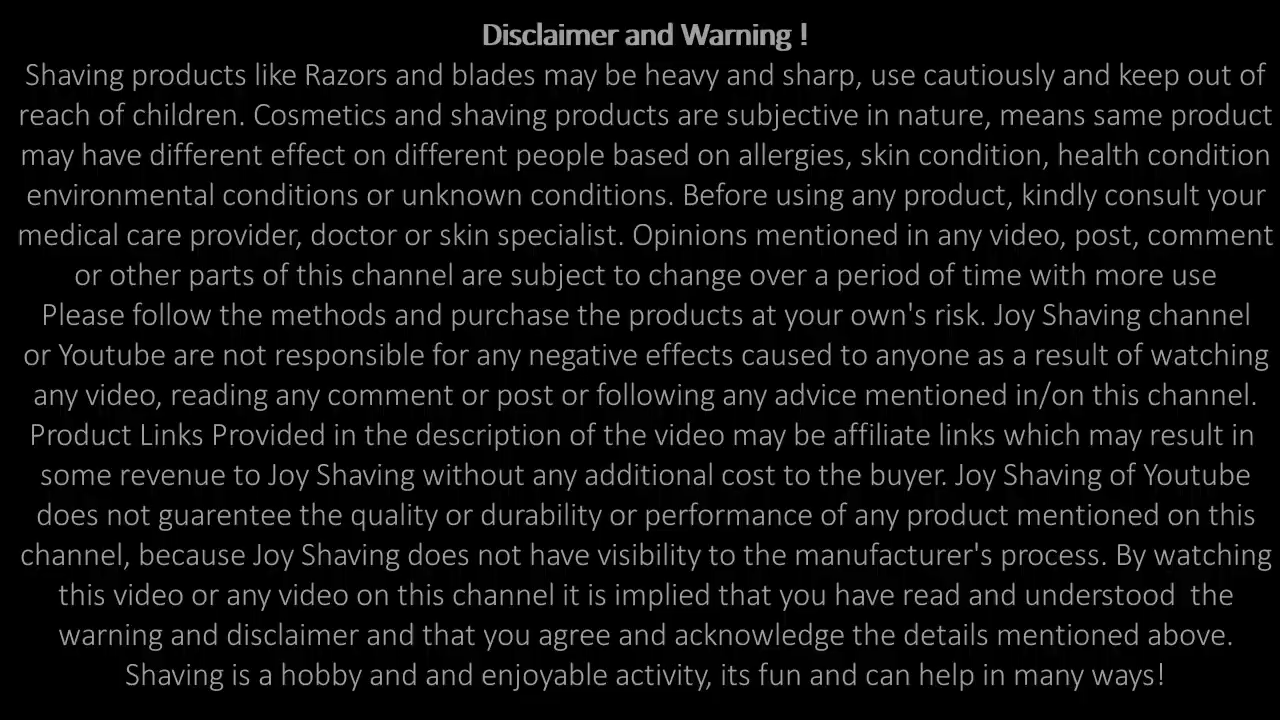 Disclaimer and Warning !
Shaving products like Razors and blades may be heavy and sharp, use cautiously and keep out of
reach of children. Cosmetics and shaving products are subjective in nature, means same product
may have different effect on different people based on allergies, skin condition, health condition
environmental conditions or unknown conditions. Before using any product, kindly consult your
medical care provider, doctor or skin specialist. Opinions mentioned in any video, post, comment
or other parts of this channel are subject to change over a period of time with more use
Please follow the methods and purchase the products at your own's risk. Joy Shaving channel
or Youtube are not responsible for any negative effects caused to anyone as a result of watching
any video, reading any comment or post or following any advice mentioned in/on this channel.
Product Links Provided in the description of the video may be affiliate links which may result in
some revenue to Joy Shaving without any additional cost to the buyer. Joy Shaving of Youtube
does not guarentee the quality or durability or performance of any product mentioned on this
channel, because Joy Shaving does not have visibility to the manufacturer's process. By watching
this video or any video on this channel it is implied that you have read and understood  the
warning and disclaimer and that you agree and acknowledge the details mentioned above.
Shaving is a hobby and and enjoyable activity, its fun and can help in many ways!